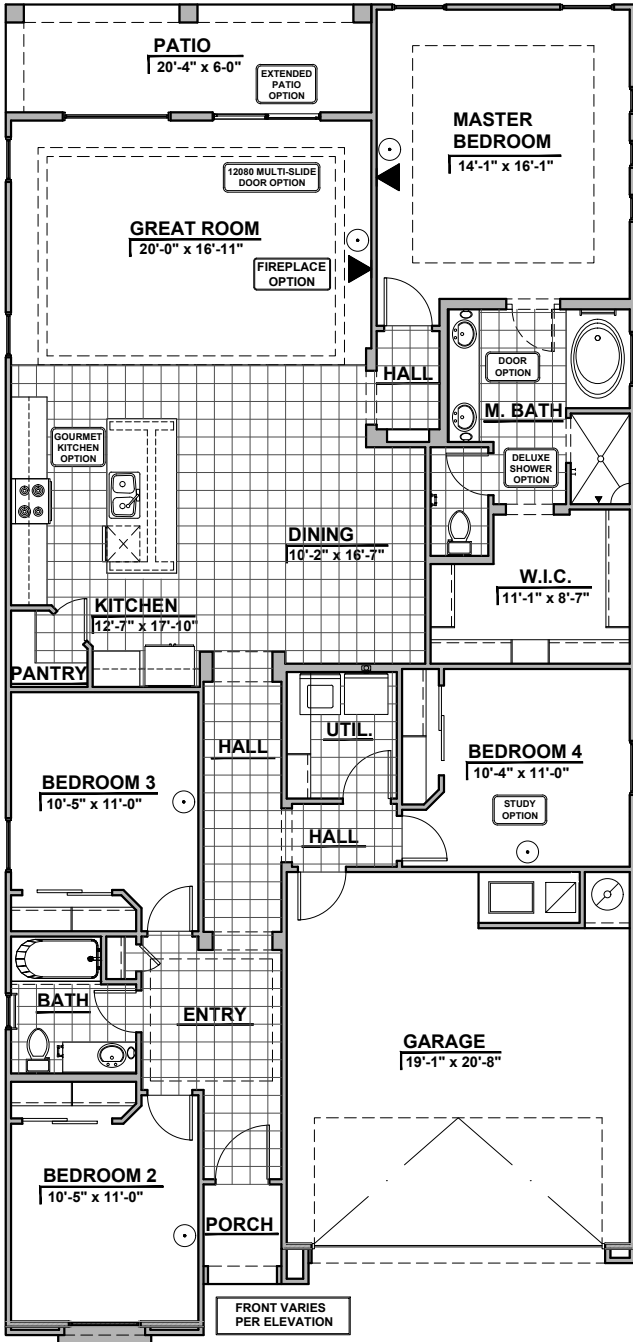 PATIO
20'-4" x 6-0"
EXTENDED
PATIO
OPTION
MASTER
BEDROOM
14'-1" x 16'-1"
12080 MULTI-SLIDE
DOOR OPTION
GREAT ROOM
20'-0" x 16'-11"
FIREPLACE
OPTION
HALL
DOOR
OPTION
M. BATH
GOURMET
KITCHEN
OPTION
DELUXE
SHOWER
OPTION
DINING
10'-2" x 16'-7"
W.I.C.
11'-1" x 8'-7"
KITCHEN
12'-7" x 17'-10"
PANTRY
HALL
UTIL.
BEDROOM 3
10'-5" x 11'-0"
BEDROOM 4
10'-4" x 11'-0"
STUDY
OPTION
HALL
BATH
ENTRY
GARAGE
19'-1" x 20'-8"
BEDROOM 2
10'-5" x 11'-0"
PORCH
FRONT VARIES
PER ELEVATION